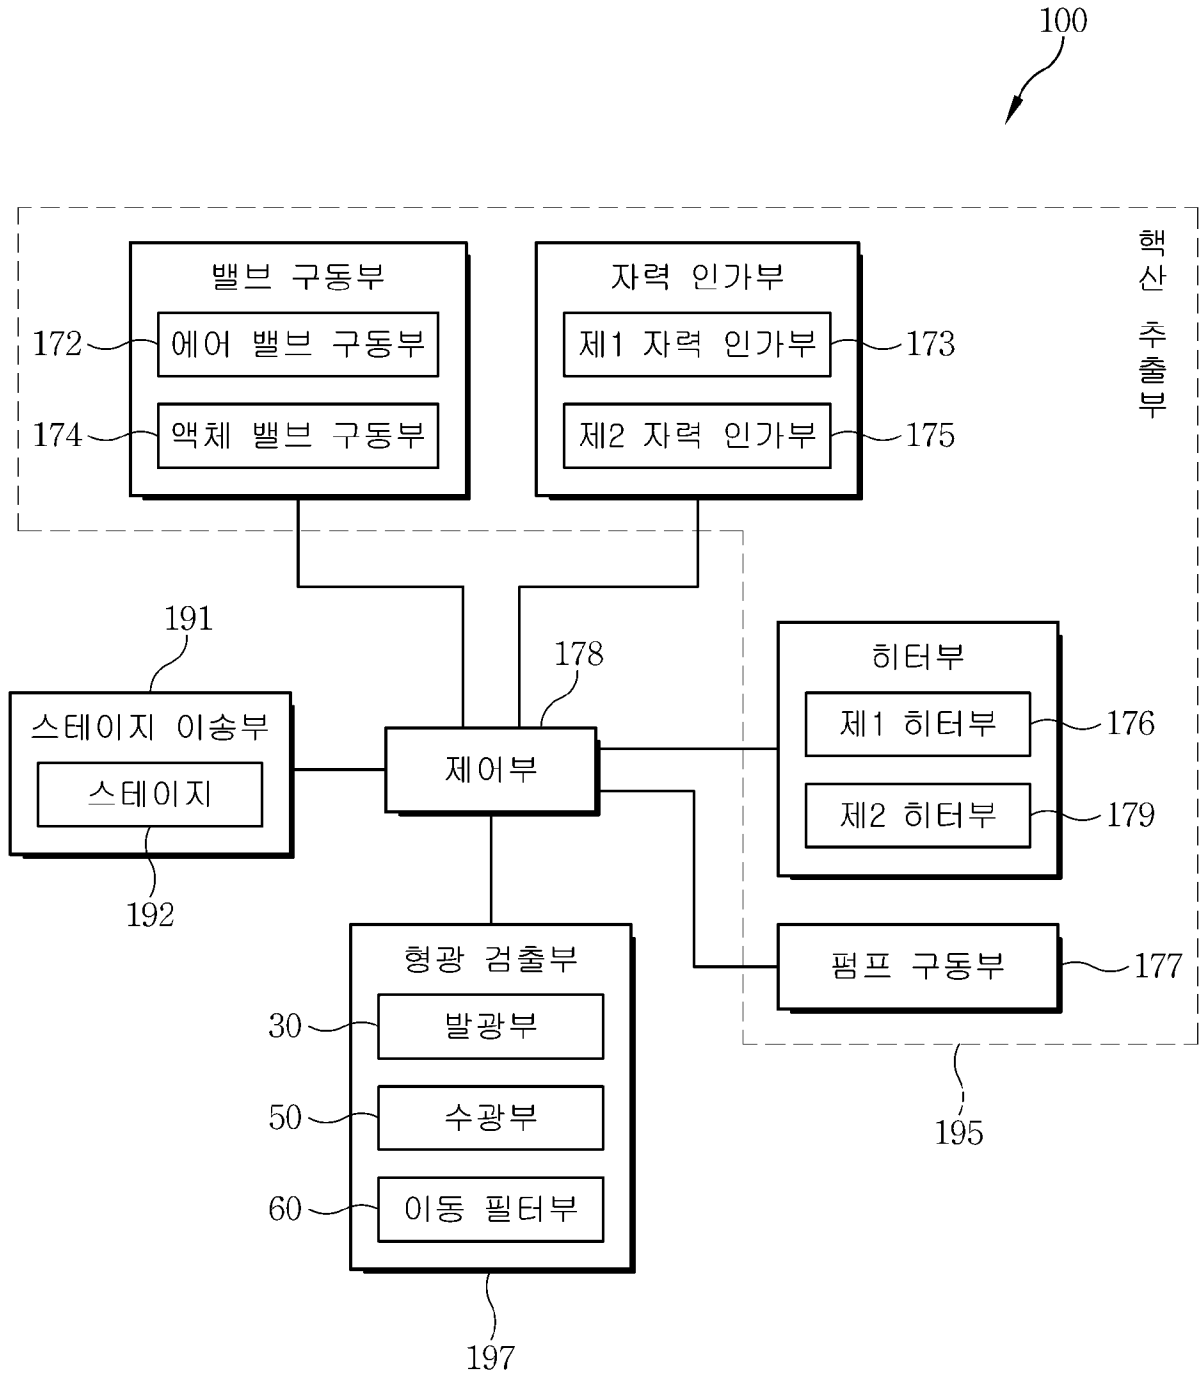 100
핵산 추출부
밸브 구동부
172
에어 밸브 구동부
174
액체 밸브 구동부
자력 인가부
제1 자력 인가부
173
제2 자력 인가부
175
191
스테이지 이송부
스테이지
192
178
제어부
히터부
제1 히터부
176
제2 히터부
179
펌프 구동부
177
195
형광 검출부
30
발광부
50
수광부
60
이동 필터부
197